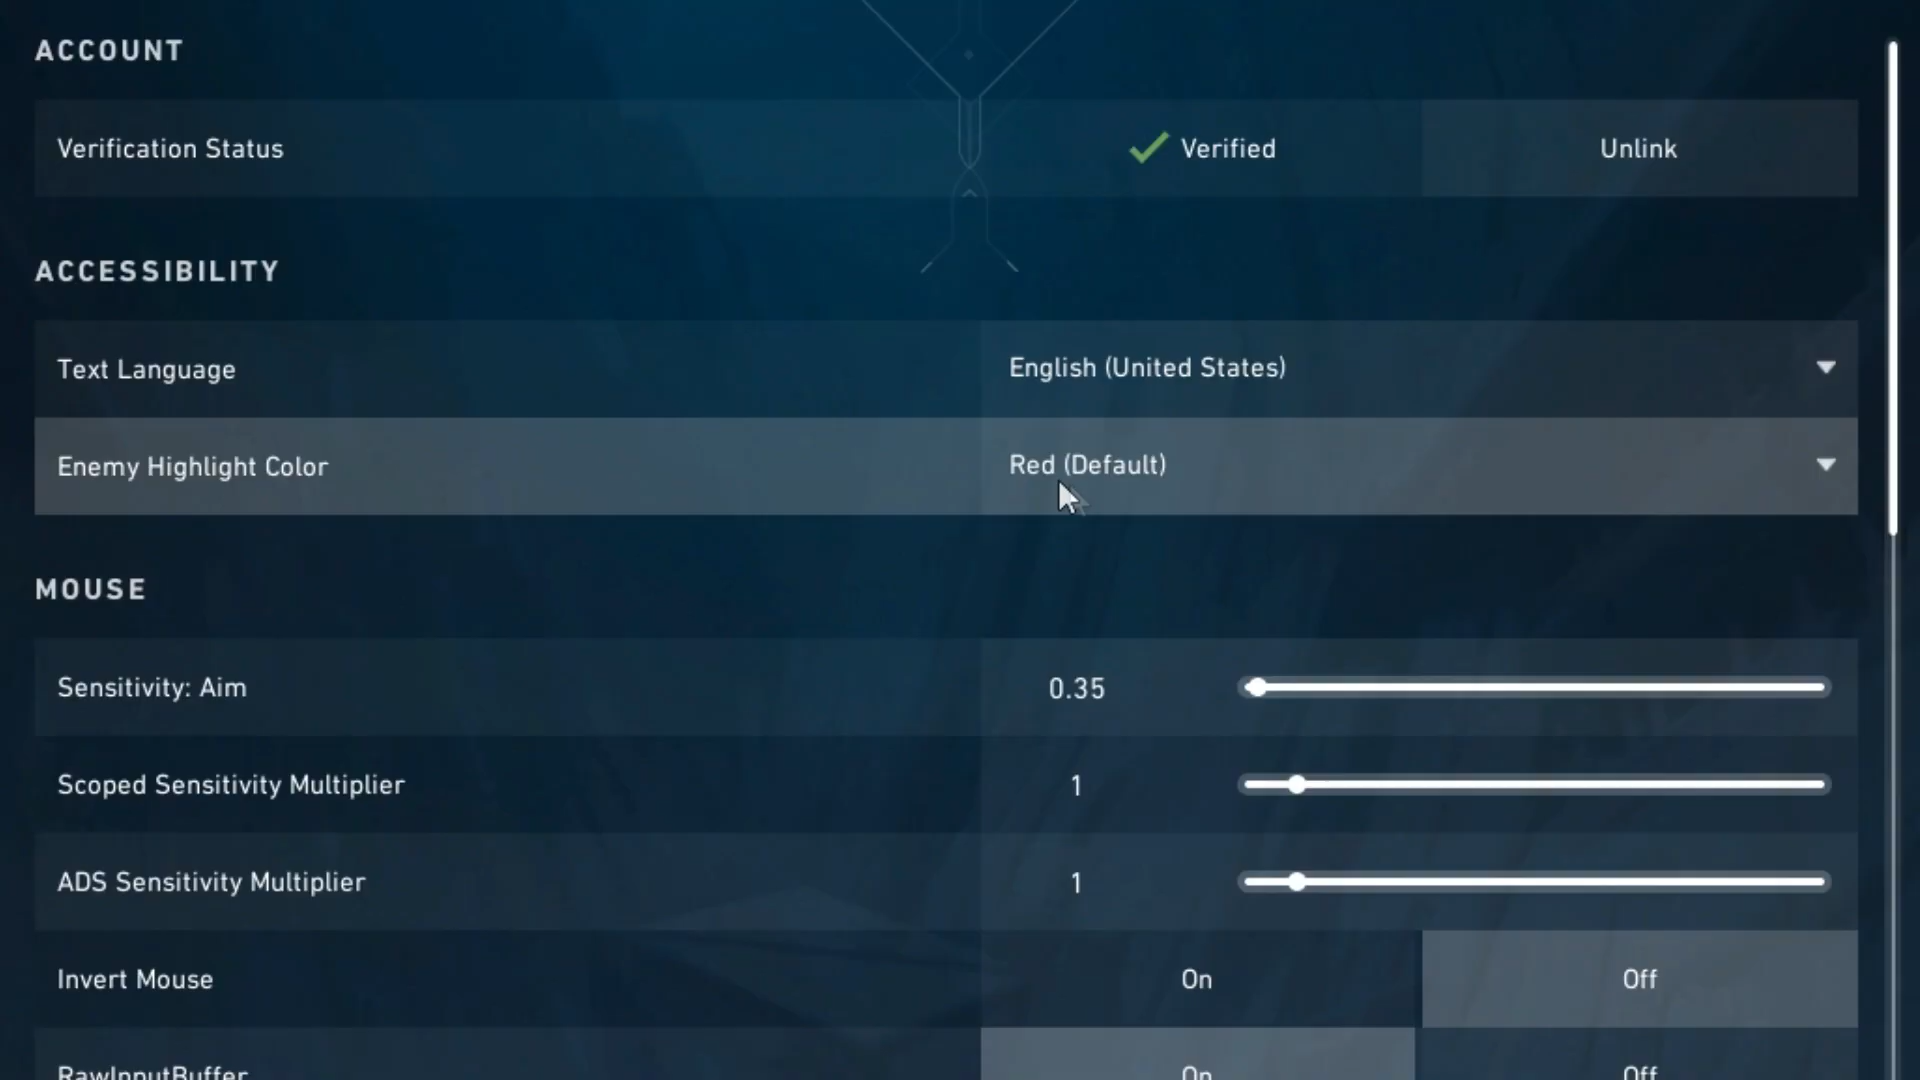 ACCOUNT
Verification Status Verified Unlink
ACCESSIBILITY
Text Language English (United States)
Enemy Highlight Color Red (Default)
MOUSE
Sensitivity: Aim 0.35
Scoped Sensitivity Multiplier 1
ADS Sensitivity Multiplier 1
Invert Mouse On Off
RawInputBuffer On Off